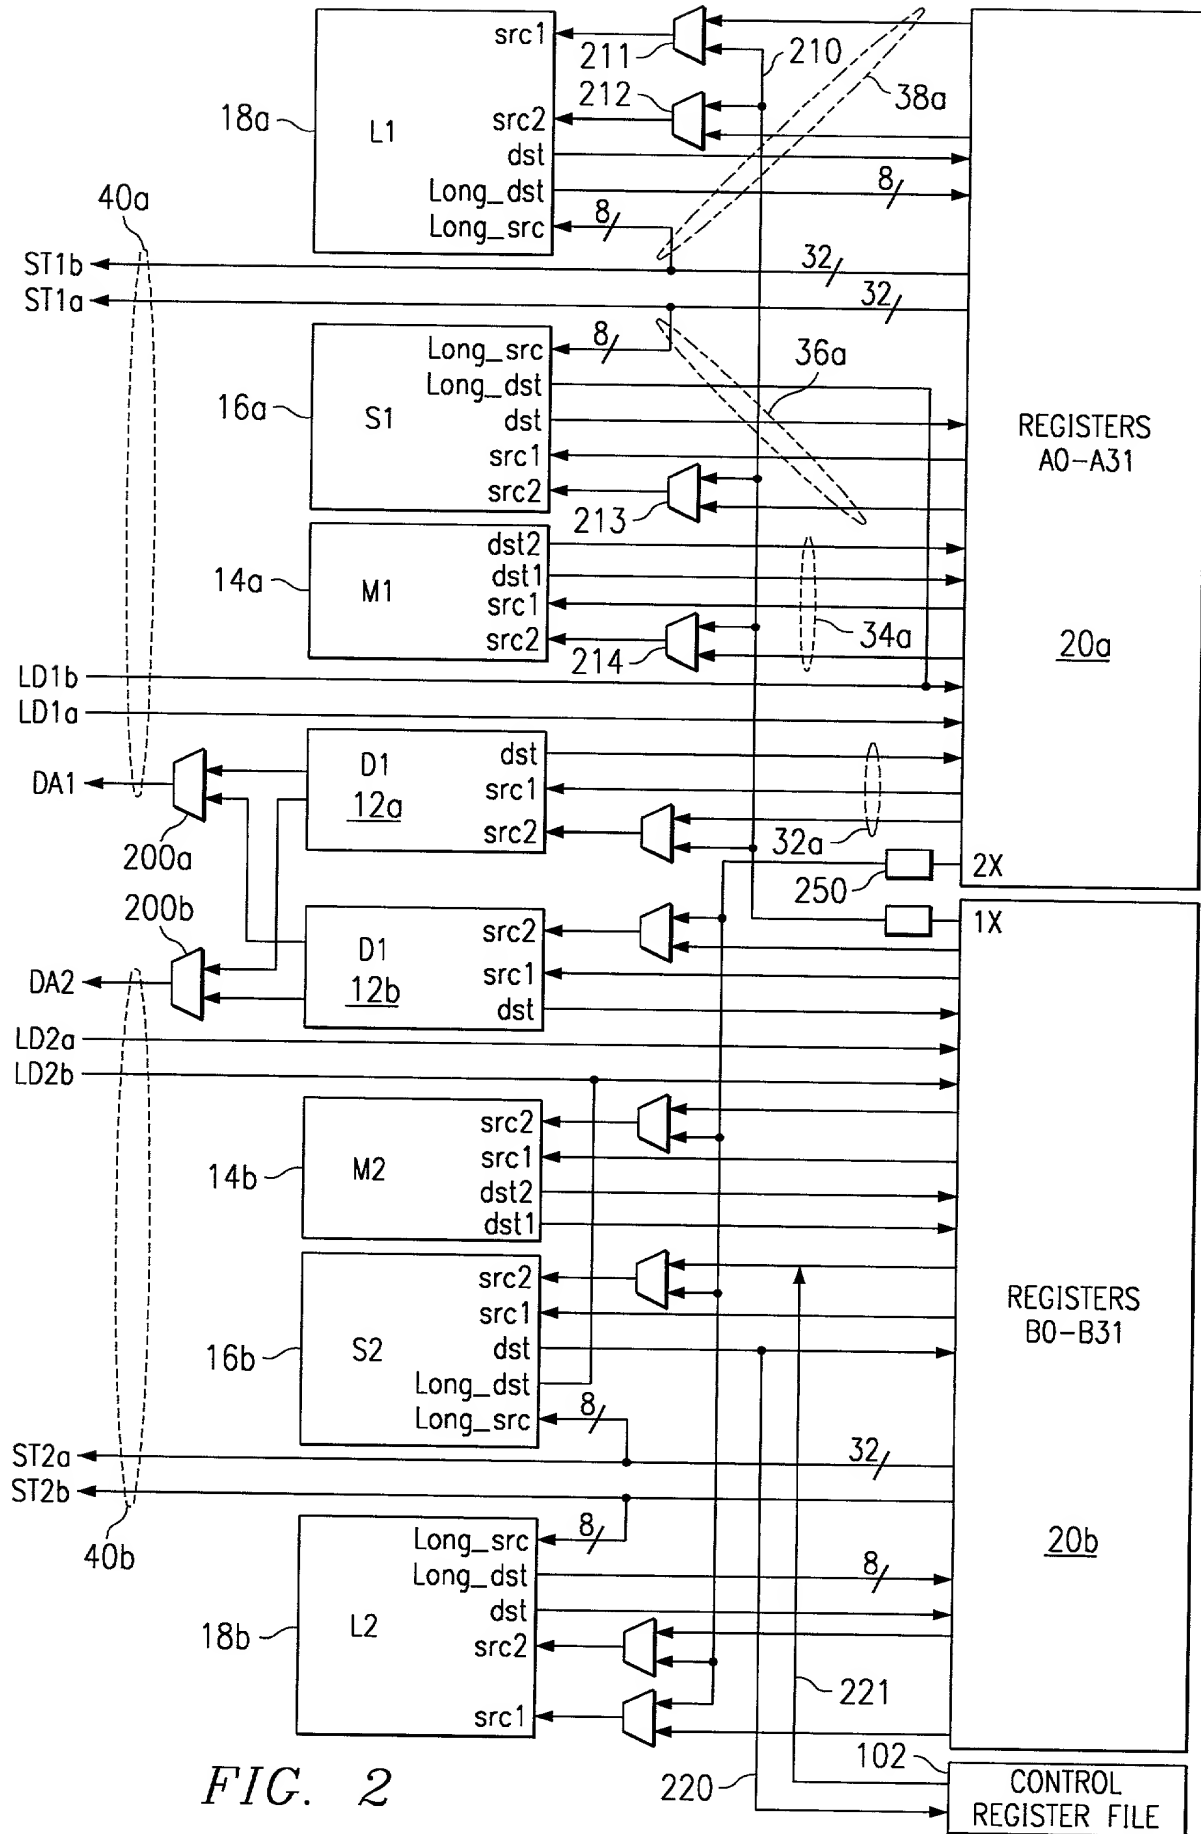 src1
211
210
38a
212
18a
L1
src2
dst
Long_dst
8
40a
Long_src
8
ST1b
32
ST1a
32
Long_src
8
36a
Long_dst
16a
S1
dst
REGISTERS
A0-A31
src1
src2
213
dst2
14a
M1
dst1
src1
34a
src2
214
20a
LD1b
LD1a
D1
dst
DA1
12a
src1
src2
32a
200a
2X
250
200b
1X
D1
src2
DA2
12b
src1
dst
LD2a
LD2b
src2
14b
M2
src1
dst2
dst1
src2
REGISTERS
B0-B31
src1
16b
S2
dst
Long_dst
Long_src
8
ST2a
32
ST2b
40b
Long_src
8
20b
Long_dst
8
dst
18b
L2
src2
221
src1
102
FIG. 2
220
CONTROL
REGISTER FILE